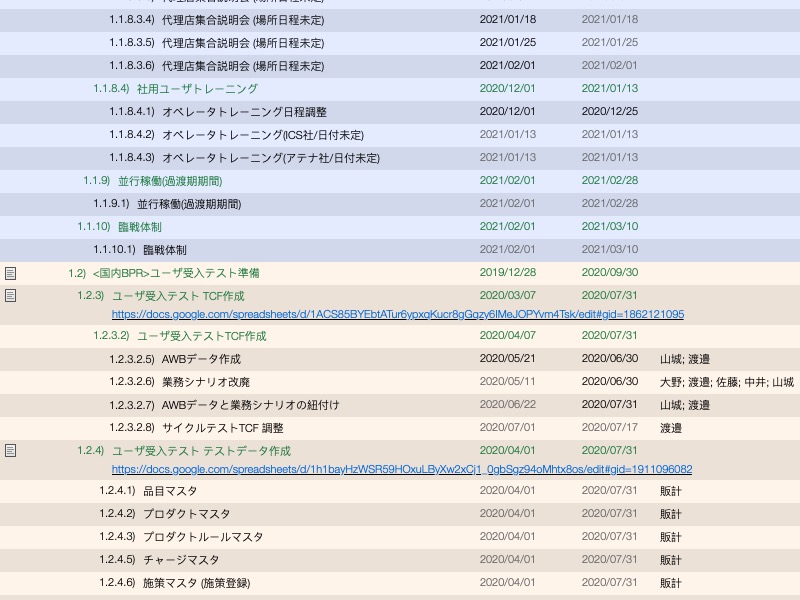 1.1.8.3.4) 代理店集合説明会 (場所日程未定) 2021/01/18 2021/01/18
1.1.8.3.5) 代理店集合説明会 (場所日程未定) 2021/01/25 2021/01/25
1.1.8.3.6) 代理店集合説明会 (場所日程未定) 2021/02/01 2021/02/01
1.1.8.4) 社用ユーザトレーニング 2020/12/01 2021/01/13
1.1.8.4.1) オペレータトレーニング日程調整 2020/12/01 2020/12/25
1.1.8.4.2) オペレータトレーニング(ICS社/日付未定) 2021/01/13 2021/01/13
1.1.8.4.3) オペレータトレーニング(アテナ社/日付未定) 2021/01/13 2021/01/13
1.1.9) 並行稼働(過渡期期間) 2021/02/01 2021/02/28
1.1.9.1) 並行稼働(過渡期期間) 2021/02/01 2021/02/28
1.1.10) 臨戦体制 2021/02/01 2021/03/10
1.1.10.1) 臨戦体制 2021/02/01 2021/03/10
1.2) <国内BPR>ユーザ受入テスト準備 2019/12/28 2020/09/30
1.2.3) ユーザ受入テスト TCF作成 2020/03/07 2020/07/31
https://docs.google.com/spreadsheets/d/1ACS85BYEbtATur6ypxqKucr8gGqzy6IMeJOPYvm4Tsk/edit#gid=1862121095
1.2.3.2) ユーザ受入テストTCF作成 2020/04/07 2020/07/31
1.2.3.2.5) AWBデータ作成 2020/05/21 2020/06/30 山城; 渡邉
1.2.3.2.6) 業務シナリオ改廃 2020/05/11 2020/06/30 大野; 渡邉; 佐藤; 中井; 山城
1.2.3.2.7) AWBデータと業務シナリオの紐付け 2020/06/22 2020/07/31 山城; 渡邉
1.2.3.2.8) サイクルテストTCF 調整 2020/07/01 2020/07/17 渡邉
1.2.4) ユーザ受入テスト テストデータ作成 2020/04/01 2020/07/31
https://docs.google.com/spreadsheets/d/1h1bayHzWSR59HOxuLByXw2xCj1_0gbSgz94oMhtx8os/edit#gid=1911096082
1.2.4.1) 品目マスタ 2020/04/01 2020/07/31 販計
1.2.4.2) プロダクトマスタ 2020/04/01 2020/07/31 販計
1.2.4.3) プロダクトルールマスタ 2020/04/01 2020/07/31 販計
1.2.4.5) チャージマスタ 2020/04/01 2020/07/31 販計
1.2.4.6) 施策マスタ (施策登録) 2020/04/01 2020/07/31 販計